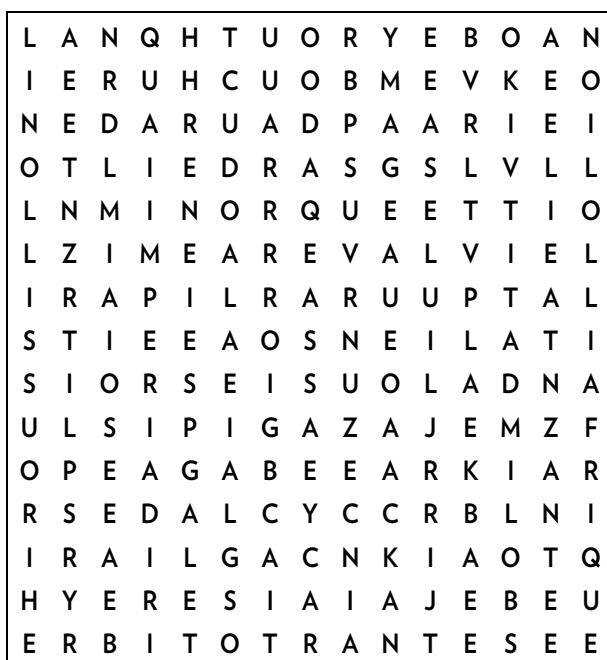 L A N Q H T U O R Y E B O A N
I E R U H C U O B M E V K E O
N E D A R U A D P A A R I E I
O T L I E D R A S G S L V L L
L N M I N O R Q U E E T T I O
L Z I M E A R E V A L V I E L
I R A P I L R A R U U P T A L
S T I E E A O S N E I L A T I
S I O R S E I S U O L A D N A
U L S I P I G A Z A J E M Z F
O P E A G A B E E A R K I A R
R S E D A L C Y C C R B L N I
I R A I L G A C N K I A O T Q
H Y E R E S I A I A J E B E U
E R B I T O T R A N T E S E E